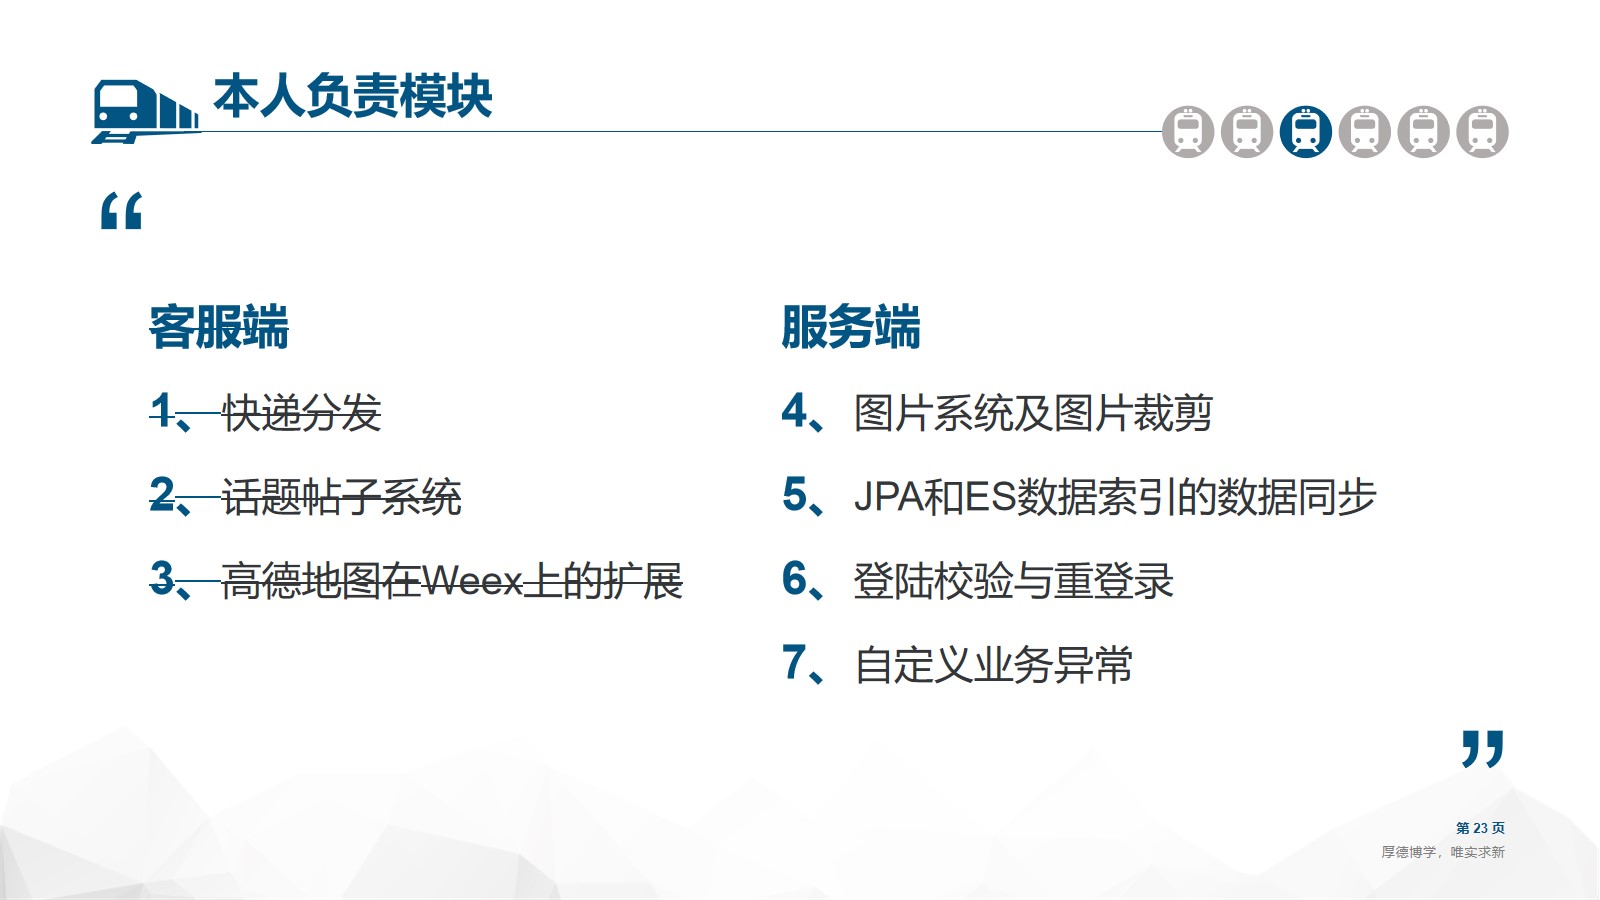 本人负责模块
“
客服端
1、快递分发
2、话题帖子系统
3、高德地图在Weex上的扩展
服务端
4、图片系统及图片裁剪
5、JPA和ES数据索引的数据同步
6、登陆校验与重登录
7、自定义业务异常
”
第 23 页
厚德博学，唯实求新